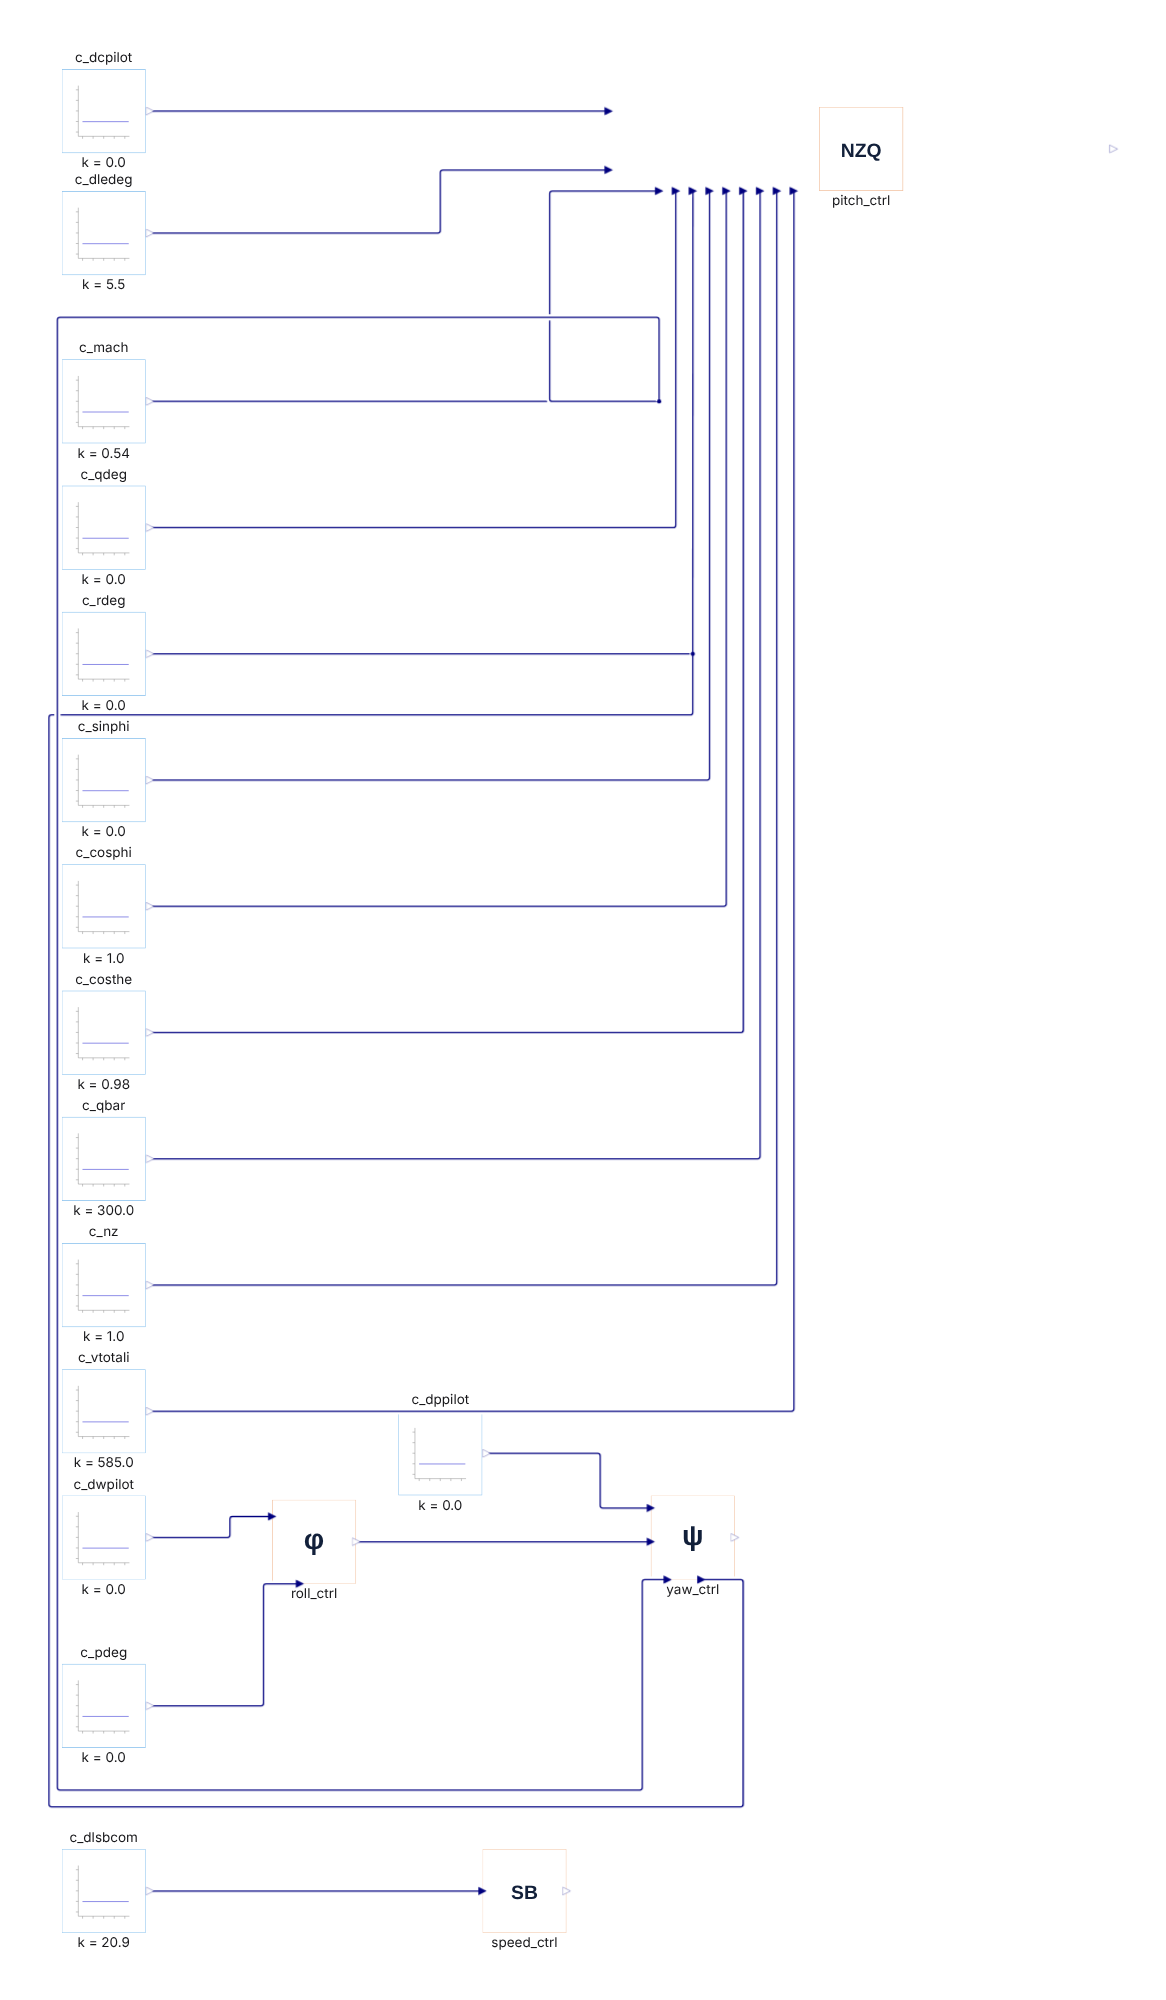 c_dcpilot
k = 0.0
NZQ
pitch_ctrl
c_dledeg
k = 5.5
c_mach
k = 0.54
c_qdeg
k = 0.0
c_rdeg
k = 0.0
c_sinphi
k = 0.0
c_cosphi
k = 1.0
c_costhe
k = 0.98
c_qbar
k = 300.0
c_nz
k = 1.0
c_vtotali
k = 585.0
c_dppilot
k = 0.0
c_dwpilot
k = 0.0
φ
roll_ctrl
ψ
yaw_ctrl
c_pdeg
k = 0.0
c_dlsbcom
k = 20.9
SB
speed_ctrl